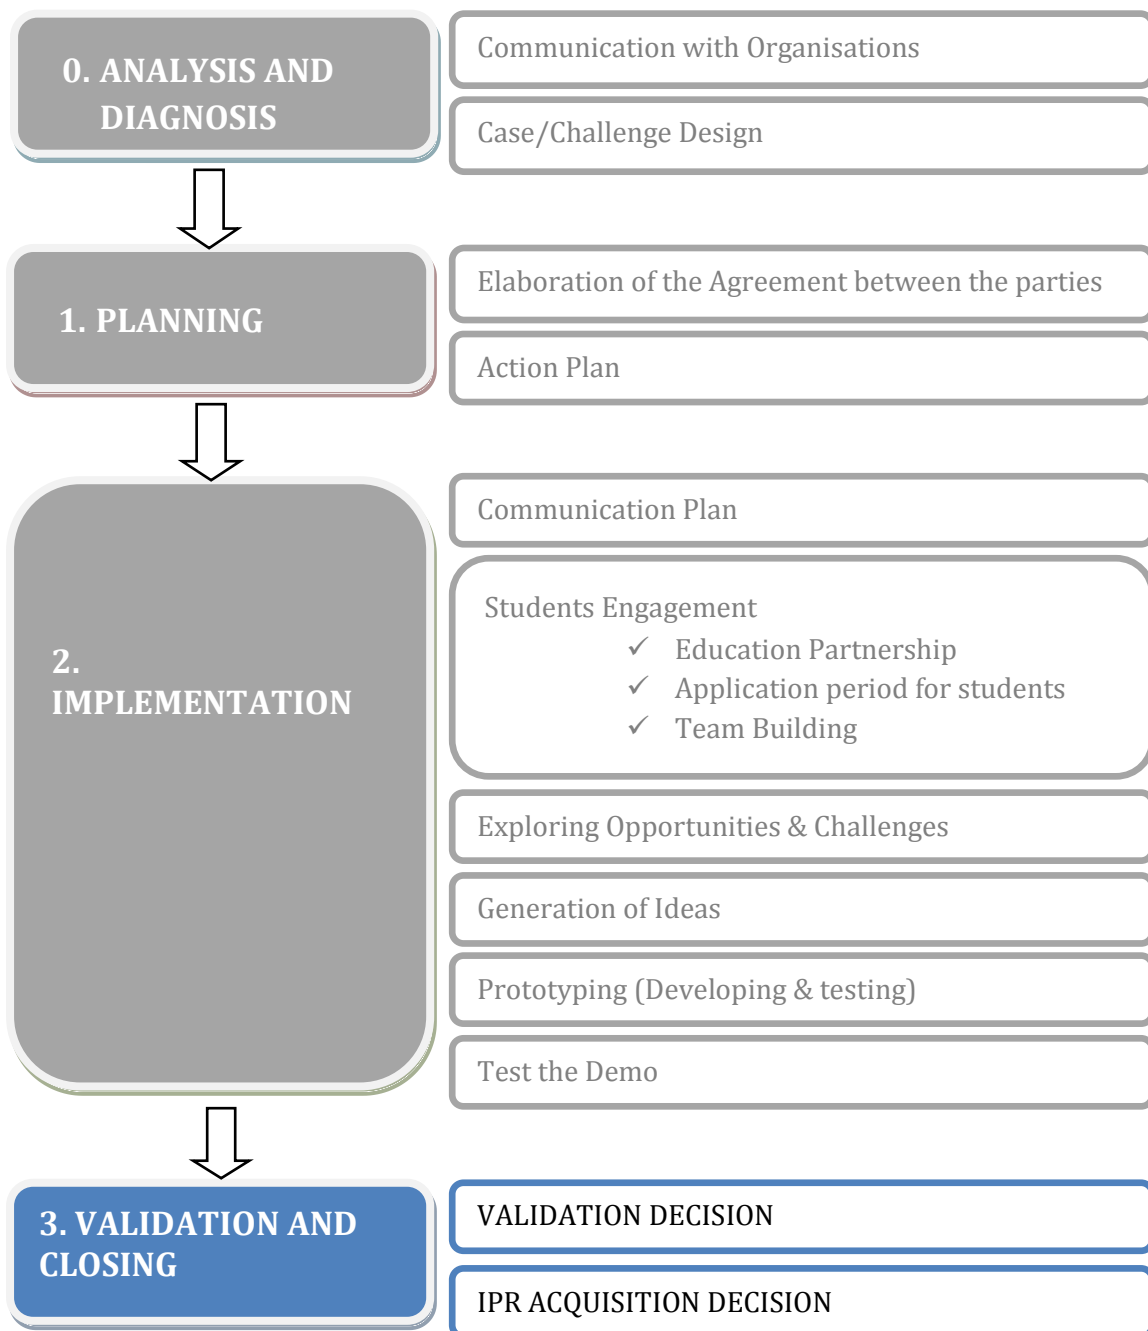 0. ANALYSIS AND
DIAGNOSIS
Communication with Organisations
Case/Challenge Design
1. PLANNING
Elaboration of the Agreement between the parties
Action Plan
2.
IMPLEMENTATION
Communication Plan
Students Engagement
✓ Education Partnership
✓ Application period for students
✓ Team Building
Exploring Opportunities & Challenges
Generation of Ideas
Prototyping (Developing & testing)
Test the Demo
3. VALIDATION AND
CLOSING
VALIDATION DECISION
IPR ACQUISITION DECISION